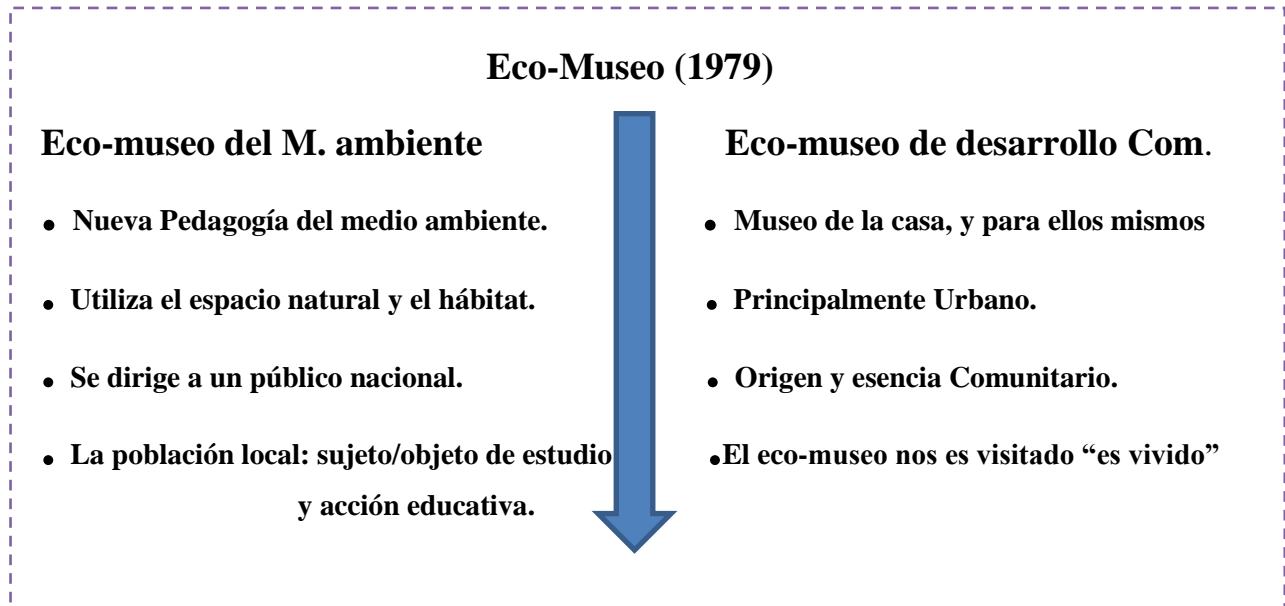 Eco-Museo (1979)
Eco-museo del M. ambiente
• Nueva Pedagogía del medio ambiente.
• Utiliza el espacio natural y el hábitat.
• Se dirige a un público nacional.
• La población local: sujeto/objeto de estudio
y acción educativa.
Eco-museo de desarrollo Com.
• Museo de la casa, y para ellos mismos
• Principalmente Urbano.
• Origen y esencia Comunitario.
•El eco-museo nos es visitado “es vivido”